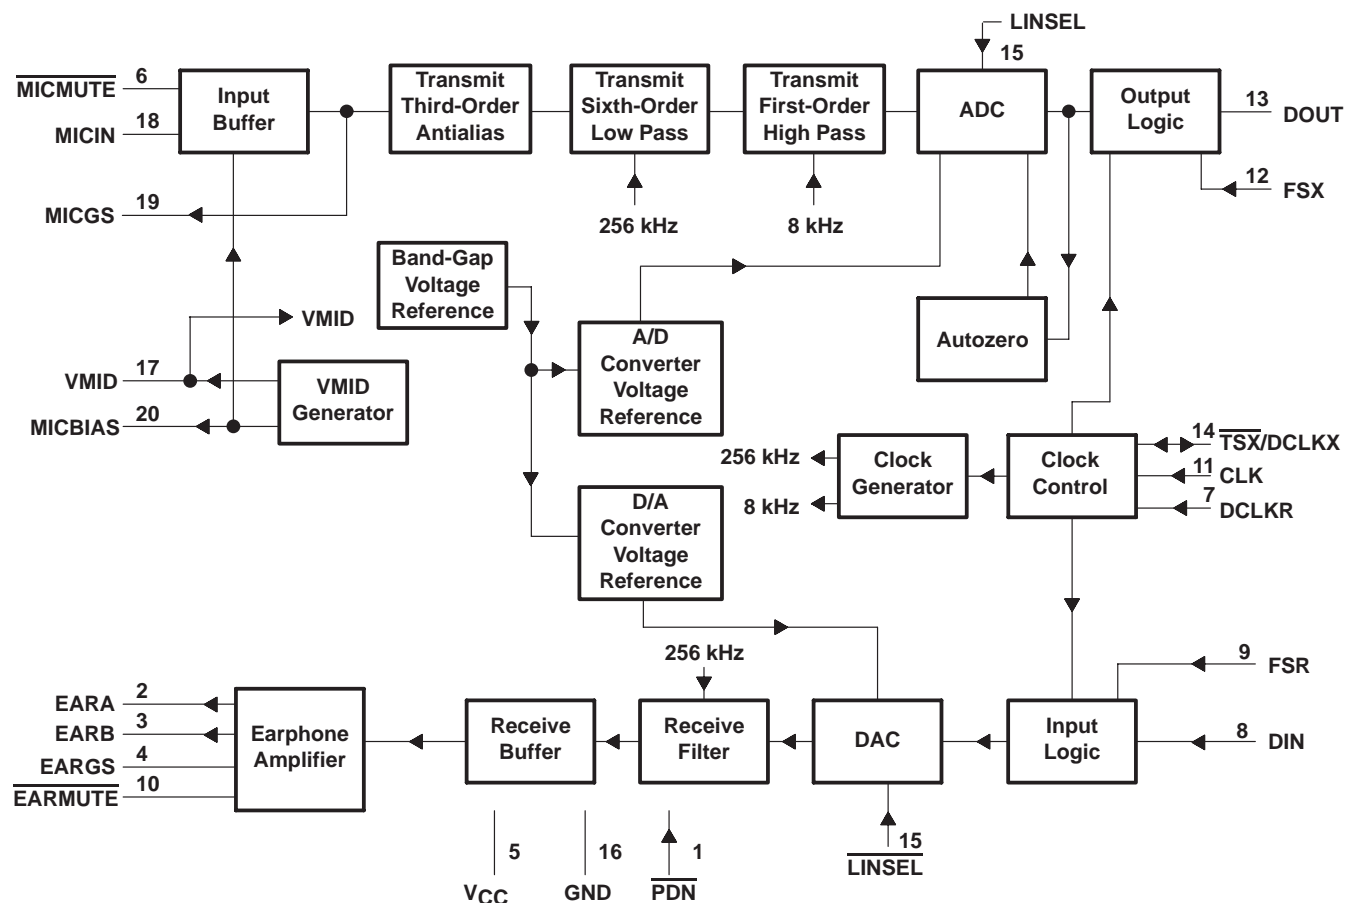 LINSEL
15
MICMUTE
6
MICIN
18
Input
Buffer
Transmit
Third-Order
Antialias
Transmit
Sixth-Order
Low Pass
Transmit
First-Order
High Pass
ADC
Output
Logic
13
DOUT
12
FSX
MICGS
19
256 kHz
8 kHz
Band-Gap
Voltage
Reference
VMID
VMID
17
VMID
Generator
MICBIAS
20
A/D
Converter
Voltage
Reference
Autozero
256 kHz
8 kHz
Clock
Generator
Clock
Control
14
TSX/DCLKX
11
CLK
7
DCLKR
D/A
Converter
Voltage
Reference
256 kHz
9
FSR
EARA
2
EARB
3
EARGS
4
EARMUTE
10
Earphone
Amplifier
Receive
Buffer
Receive
Filter
DAC
Input
Logic
8
DIN
5
VCC
16
GND
1
PDN
15
LINSEL